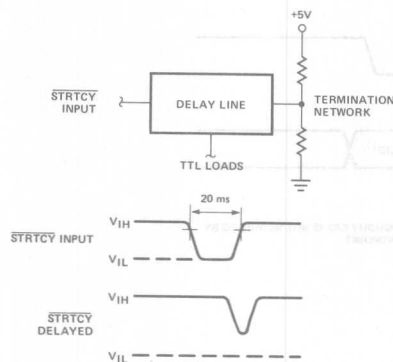 +5V
STRTCY
INPUT
DELAY LINE
TERMINATION
NETWORK
TTL LOADS
20 ms
VIH
STRTCY INPUT
VIL
VIH
STRTCY
DELAYED
VIL